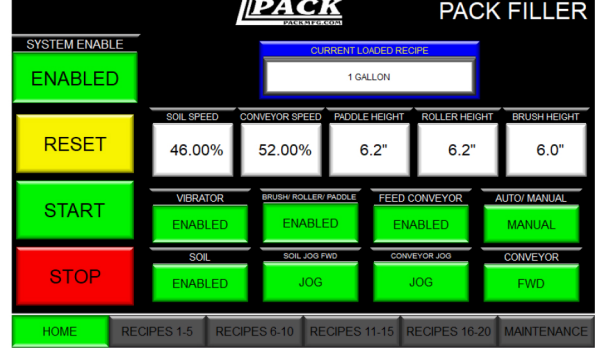 PACK
PACKMFG.COM
PACK FILLER
SYSTEM ENABLE
ENABLED
CURRENT LOADED RECIPE
1 GALLON
RESET
SOIL SPEED
CONVEYOR SPEED
PADDLE HEIGHT
ROLLER HEIGHT
BRUSH HEIGHT
46.00%
52.00%
6.2"
6.2"
6.0"
START
VIBRATOR
BRUSH/ ROLLER/ PADDLE
FEED CONVEYOR
AUTO/ MANUAL
ENABLED
ENABLED
ENABLED
MANUAL
STOP
SOIL
SOIL JOG FWD
CONVEYOR JOG
CONVEYOR
ENABLED
JOG
JOG
FWD
HOME
RECIPES 1-5
RECIPES 6-10
RECIPES 11-15
RECIPES 16-20
MAINTENANCE